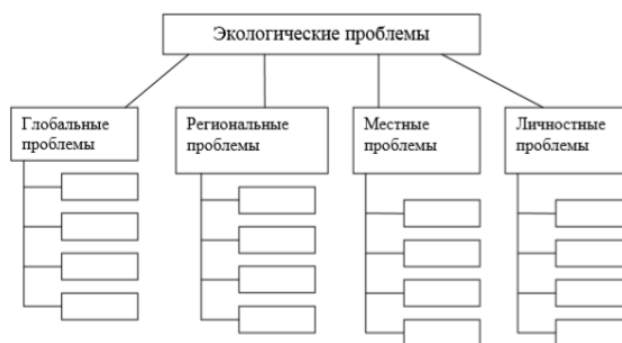 Экологические проблемы
Глобальные
проблемы
Региональные
проблемы
Местные
проблемы
Личностные
проблемы